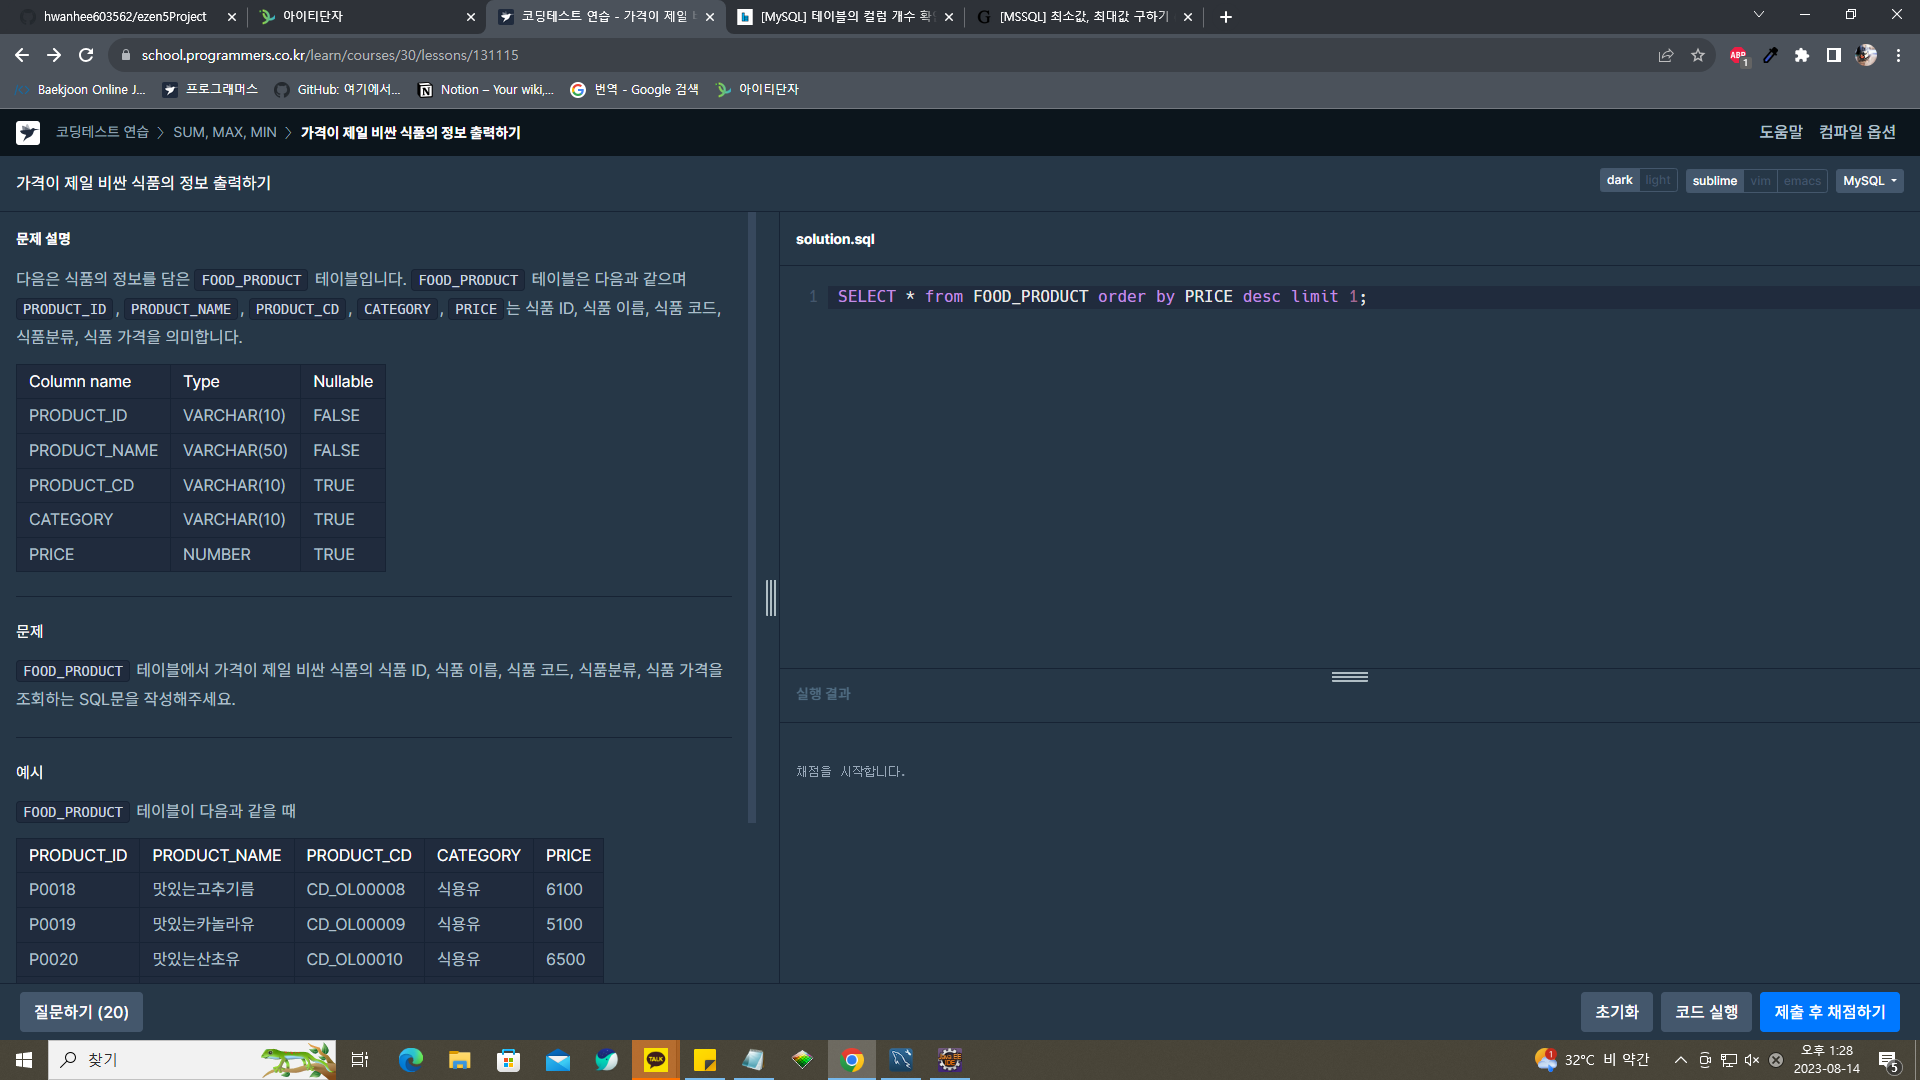 hwanhee603562/ezen5Project
아이티단자
코딩테스트 연습 - 가격이 제일
[MySQL] 테이블의 컬럼 개수 확
[MSSQL] 최소값, 최대값 구하기
school.programmers.co.kr/learn/courses/30/lessons/131115
ABP
1
Baekjoon Online J...
프로그래머스
GitHub: 여기에서...
Notion – Your wiki,...
번역 - Google 검색
아이티단자
코딩테스트 연습
SUM, MAX, MIN
가격이 제일 비싼 식품의 정보 출력하기
도움말
컴파일 옵션
가격이 제일 비싼 식품의 정보 출력하기
dark light
sublime vim emacs
MySQL
문제 설명
다음은 식품의 정보를 담은 FOOD_PRODUCT 테이블입니다. FOOD_PRODUCT 테이블은 다음과 같으며
PRODUCT_ID , PRODUCT_NAME , PRODUCT_CD , CATEGORY , PRICE 는 식품 ID, 식품 이름, 식품 코드,
식품분류, 식품 가격을 의미합니다.
Column name Type Nullable
PRODUCT_ID VARCHAR(10) FALSE
PRODUCT_NAME VARCHAR(50) FALSE
PRODUCT_CD VARCHAR(10) TRUE
CATEGORY VARCHAR(10) TRUE
PRICE NUMBER TRUE
문제
FOOD_PRODUCT 테이블에서 가격이 제일 비싼 식품의 식품 ID, 식품 이름, 식품 코드, 식품분류, 식품 가격을
조회하는 SQL문을 작성해주세요.
예시
FOOD_PRODUCT 테이블이 다음과 같을 때
PRODUCT_ID PRODUCT_NAME PRODUCT_CD CATEGORY PRICE
P0018 맛있는고추기름 CD_OL00008 식용유 6100
P0019 맛있는카놀라유 CD_OL00009 식용유 5100
P0020 맛있는산초유 CD_OL00010 식용유 6500
solution.sql
1 SELECT * from FOOD_PRODUCT order by PRICE desc limit 1;
실행 결과
채점을 시작합니다.
질문하기 (20)
초기화
코드 실행
제출 후 채점하기
찾기
TALK
1
32°C 비 약간
오후 1:28
2023-08-14
5